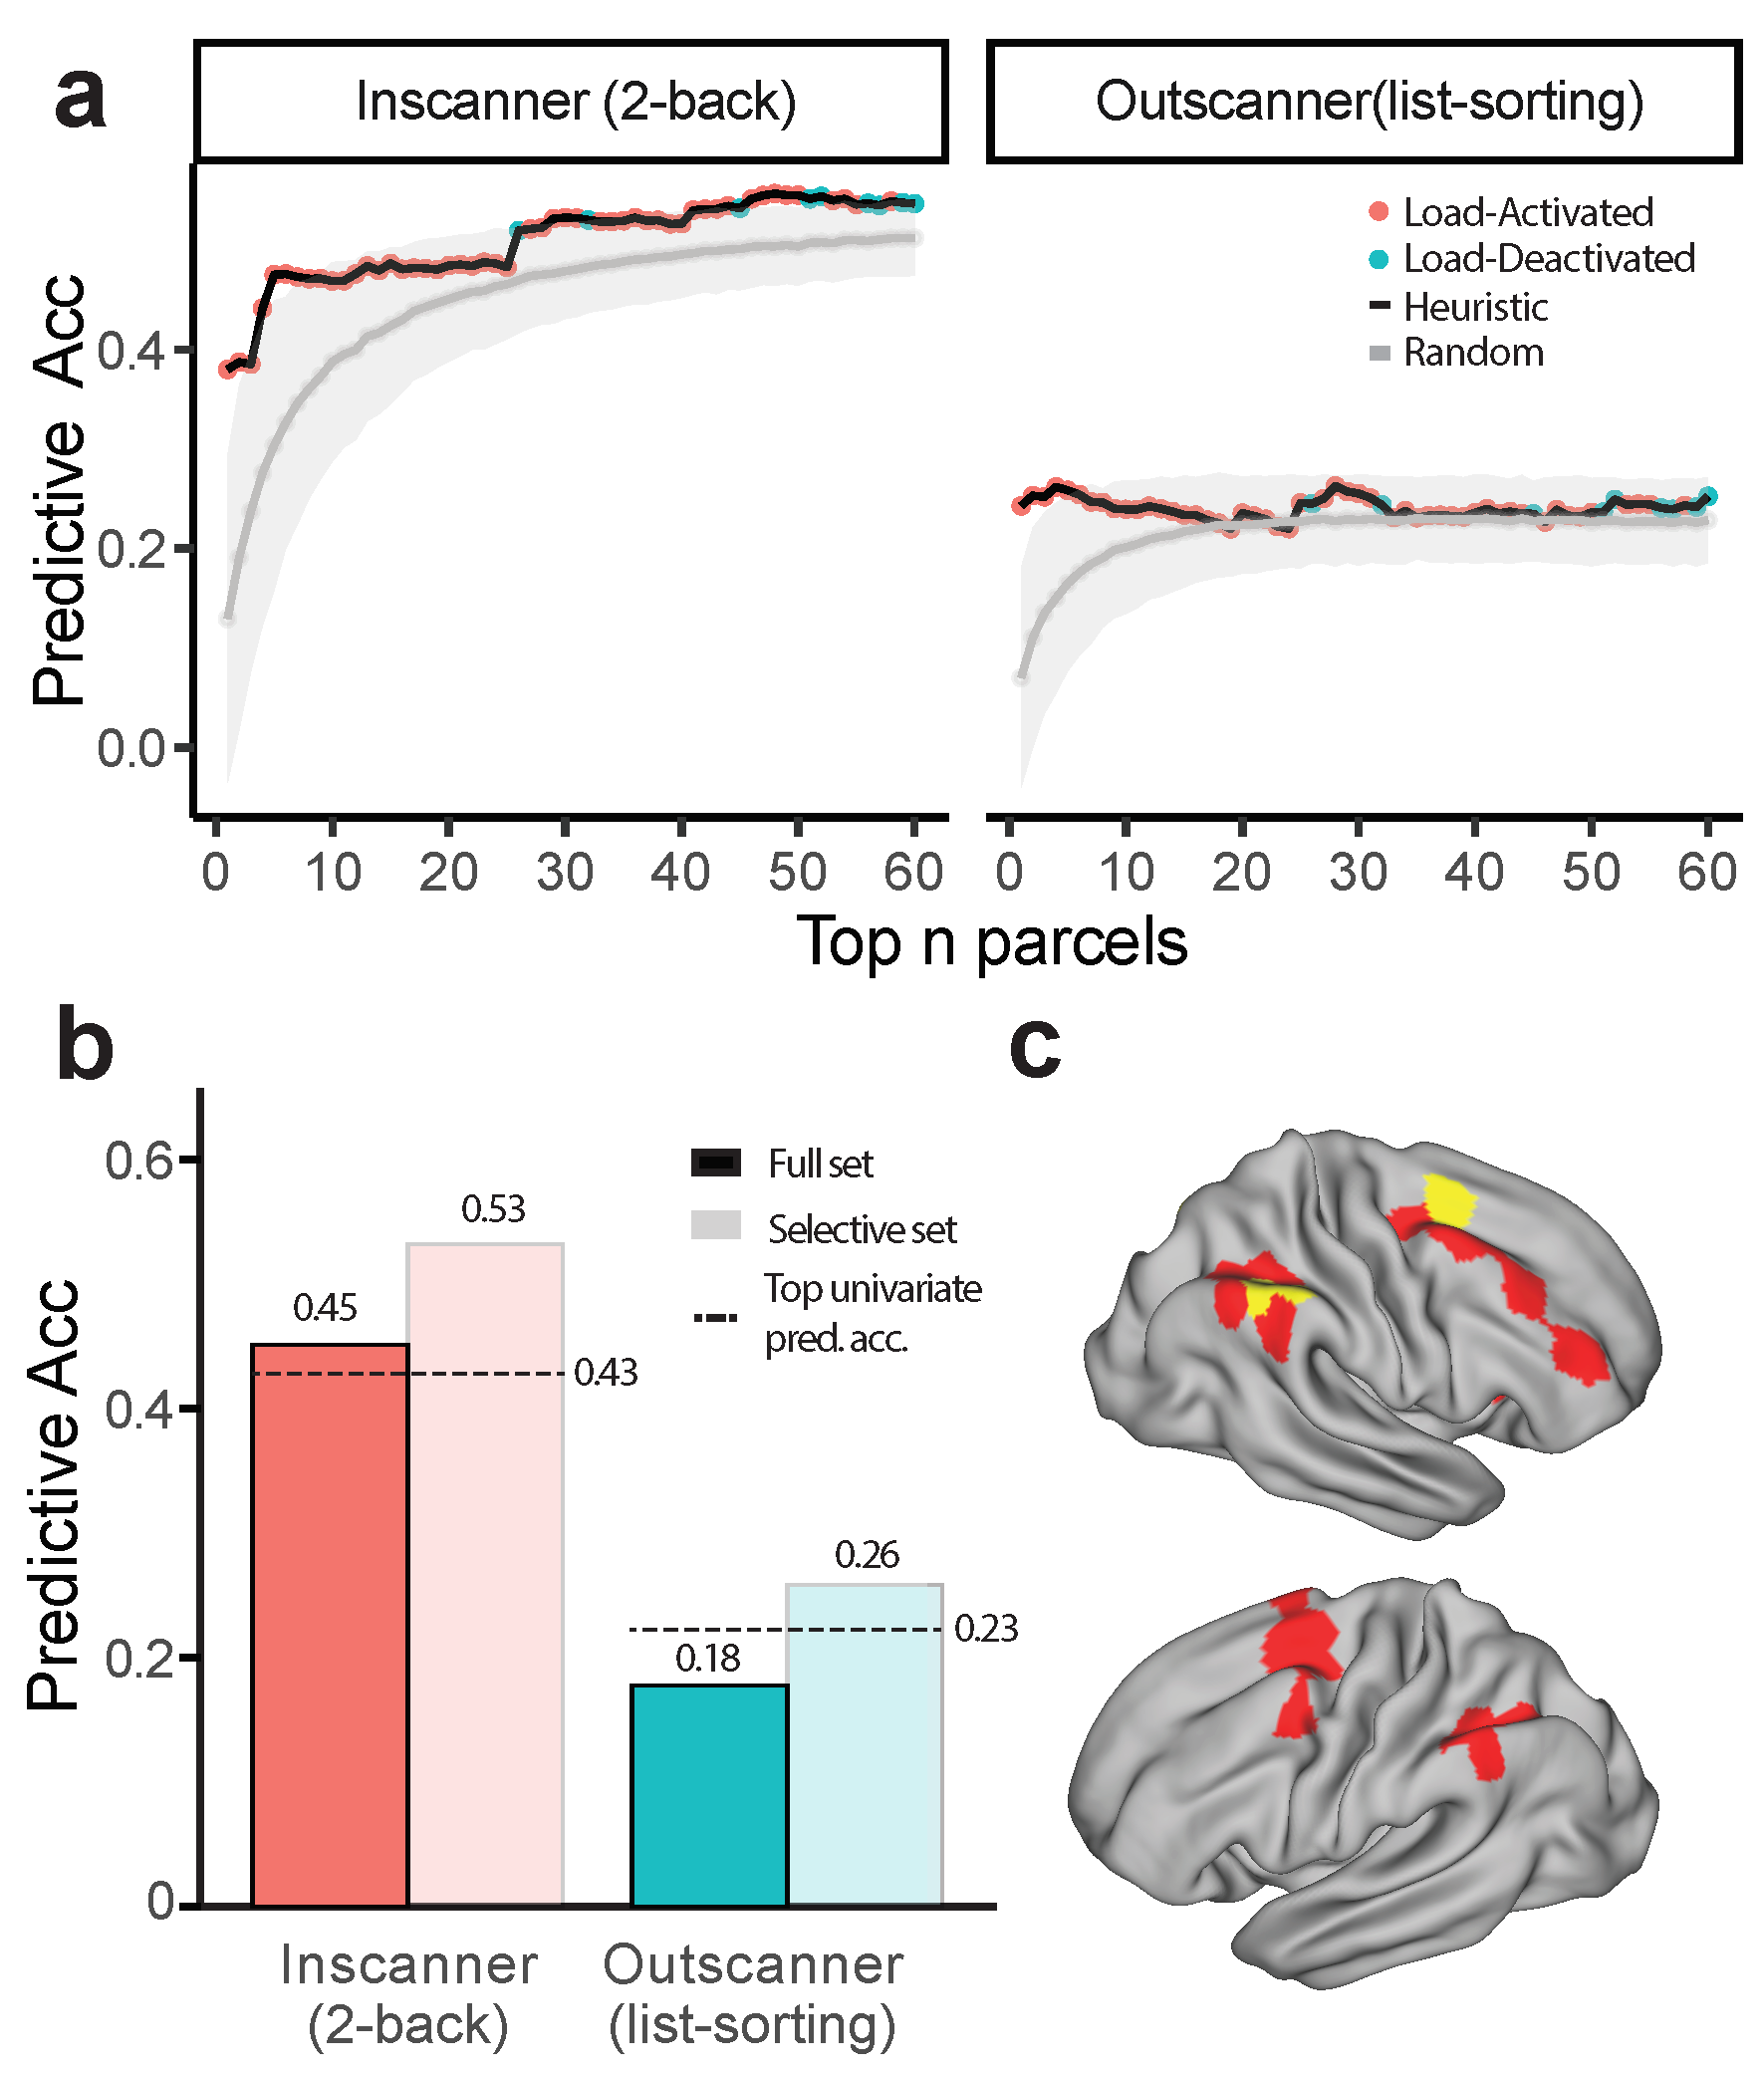 a
Inscanner (2-back)
Outscanner(list-sorting)
Load-Activated
Load-Deactivated
Heuristic
Random
Predictive Acc
0.4
0.2
0.0
0 10 20 30 40 50 60
0 10 20 30 40 50 60
Top n parcels
b
c
Predictive Acc
0.6
0.4
0.2
0
Full set
Selective set
Top univariate
pred. acc.
0.53
0.45
0.43
0.26
0.23
0.18
Inscanner
(2-back)
Outscanner
(list-sorting)